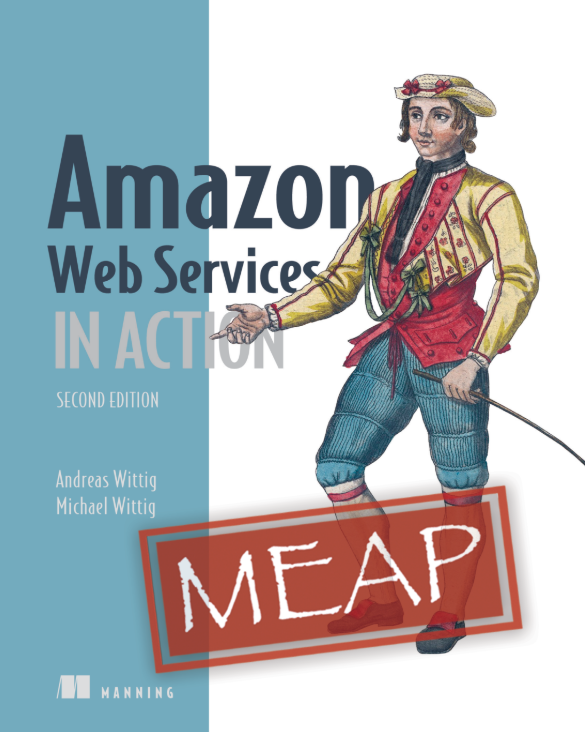 Amazon
Web Services
IN ACTION
SECOND EDITION
Andreas Wittig
Michael Wittig
MEAP
MANNING